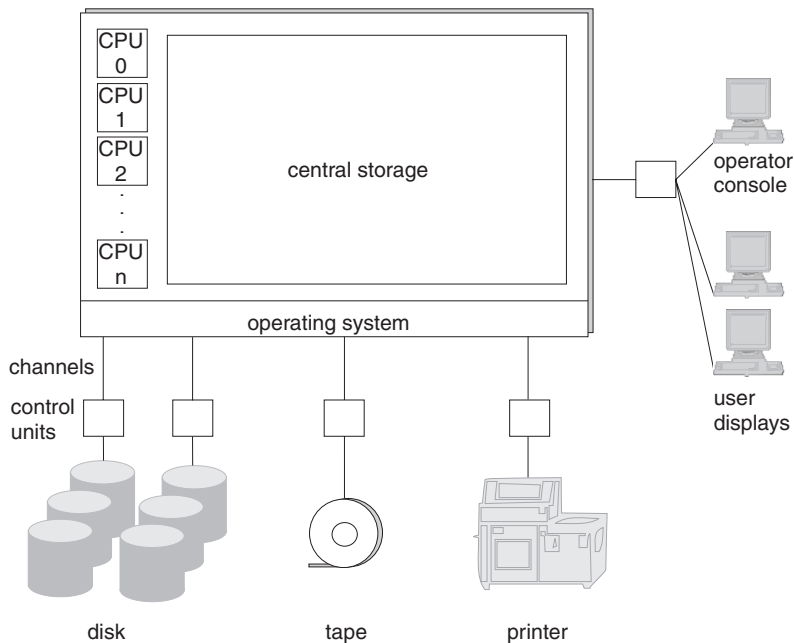 CPU
0
CPU
1
CPU
2
.
.
.
CPU
n
central storage
operating system
operator
console
user
displays
channels
control
units
disk
tape
printer